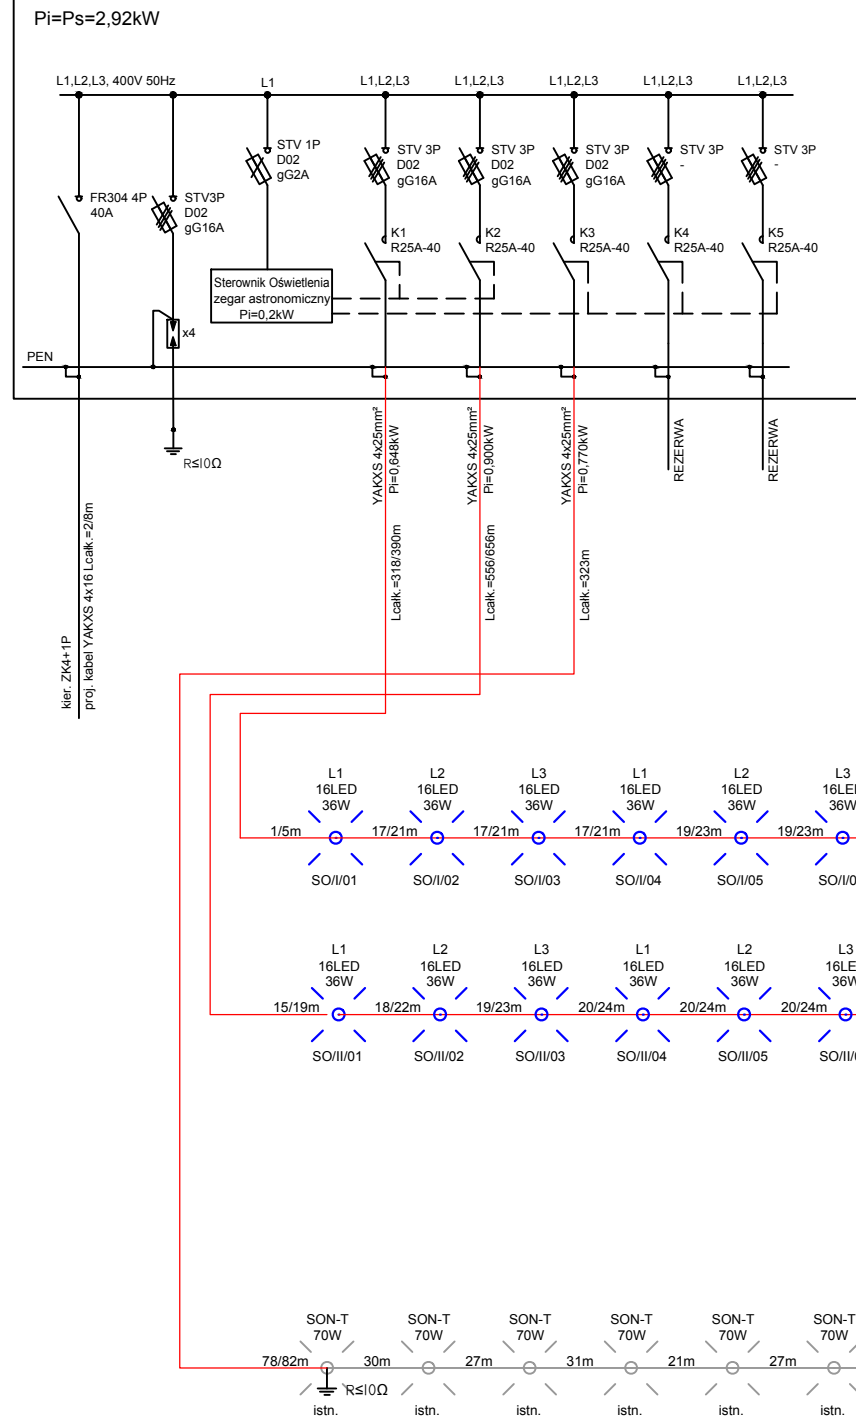 Pi=Ps=2,92kW
L1,L2,L3, 400V 50Hz
L1
L1,L2,L3
L1,L2,L3
L1,L2,L3
L1,L2,L3
L1,L2,L3
FR304 4P
40A
STV3P
D02
gG16A
STV 1P
D02
gG2A
STV 3P
D02
gG16A
STV 3P
D02
gG16A
STV 3P
D02
gG16A
STV 3P
-
STV 3P
-
K1
R25A-40
K2
R25A-40
K3
R25A-40
K4
R25A-40
K5
R25A-40
Sterownik Oświetlenia
zegar astronomiczny
Pi=0,2kW
x4
PEN
R≤10Ω
kier. ZK4+1P
proj. kabel YAKXS 4x16 Lcałk.=2/8m
YAKXS 4x25mm²
Pi=0,648kW
Lcałk.=318/390m
YAKXS 4x25mm²
Pi=0,900kW
Lcałk.=556/656m
YAKXS 4x25mm²
Pi=0,770kW
Lcałk.=323m
REZERWA
REZERWA
L1
16LED
36W
L2
16LED
36W
L3
16LED
36W
L1
16LED
36W
L2
16LED
36W
L3
16LED
36W
1/5m
17/21m
17/21m
17/21m
19/23m
19/23m
SO/I/01
SO/I/02
SO/I/03
SO/I/04
SO/I/05
SO/I/0
L1
16LED
36W
L2
16LED
36W
L3
16LED
36W
L1
16LED
36W
L2
16LED
36W
L3
16LED
36W
15/19m
18/22m
19/23m
20/24m
20/24m
20/24m
SO/II/01
SO/II/02
SO/II/03
SO/II/04
SO/II/05
SO/II/
SON-T
70W
SON-T
70W
SON-T
70W
SON-T
70W
SON-T
70W
SON-T
70W
78/82m
30m
27m
31m
21m
27m
R≤10Ω
istn.
istn.
istn.
istn.
istn.
istn.